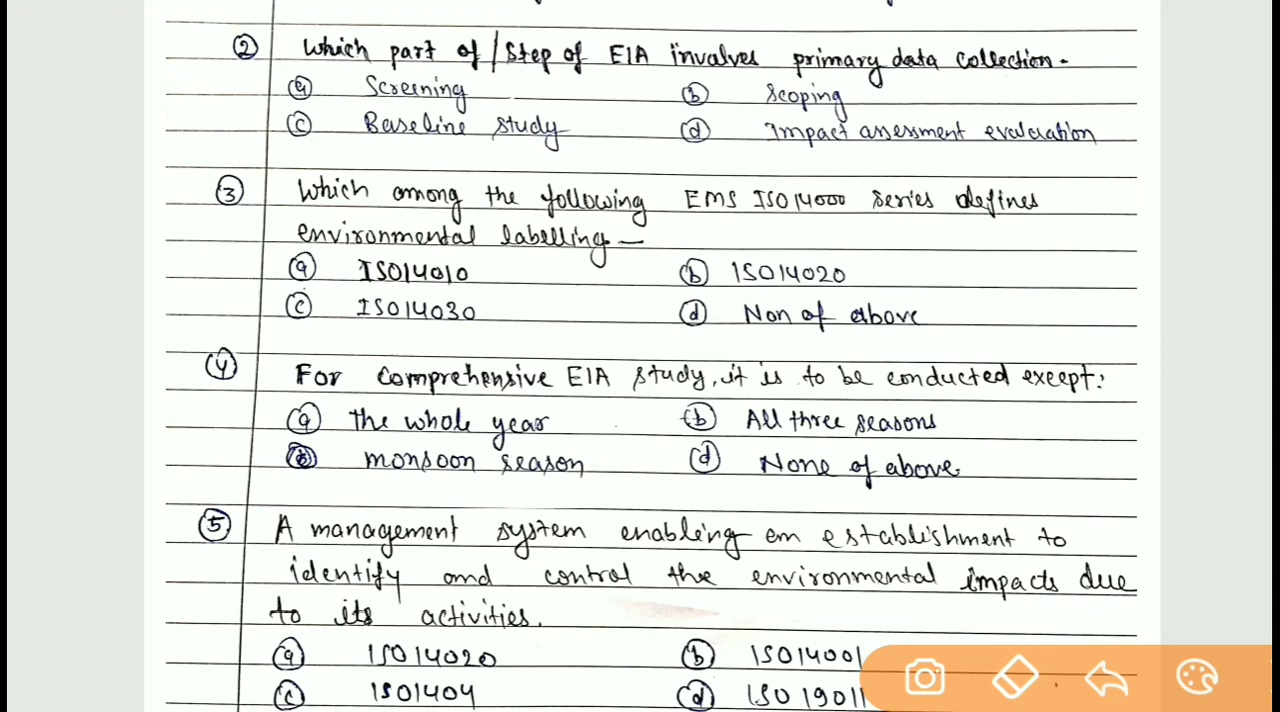 ② Which part of / Step of EIA involves primary data collection.
ⓐ Screening ⓑ Scoping
ⓒ Baseline study ⓓ Impact assessment evaluation
③ Which among the following EMS ISO14000 series defines
environmental labelling —
ⓐ ISO14010 ⓑ ISO14020
ⓒ ISO14030 ⓓ Non of above
④ For comprehensive EIA study, it is to be conducted except:
ⓐ the whole year ⓑ All three seasons
monsoon season ⓓ None of above
⑤ A management system enabling an establishment to
identify and control the environmental impacts due
to its activities.
ⓐ ISO14020 ⓑ ISO14001
ⓒ ISO1404 ⓓ ISO 19011